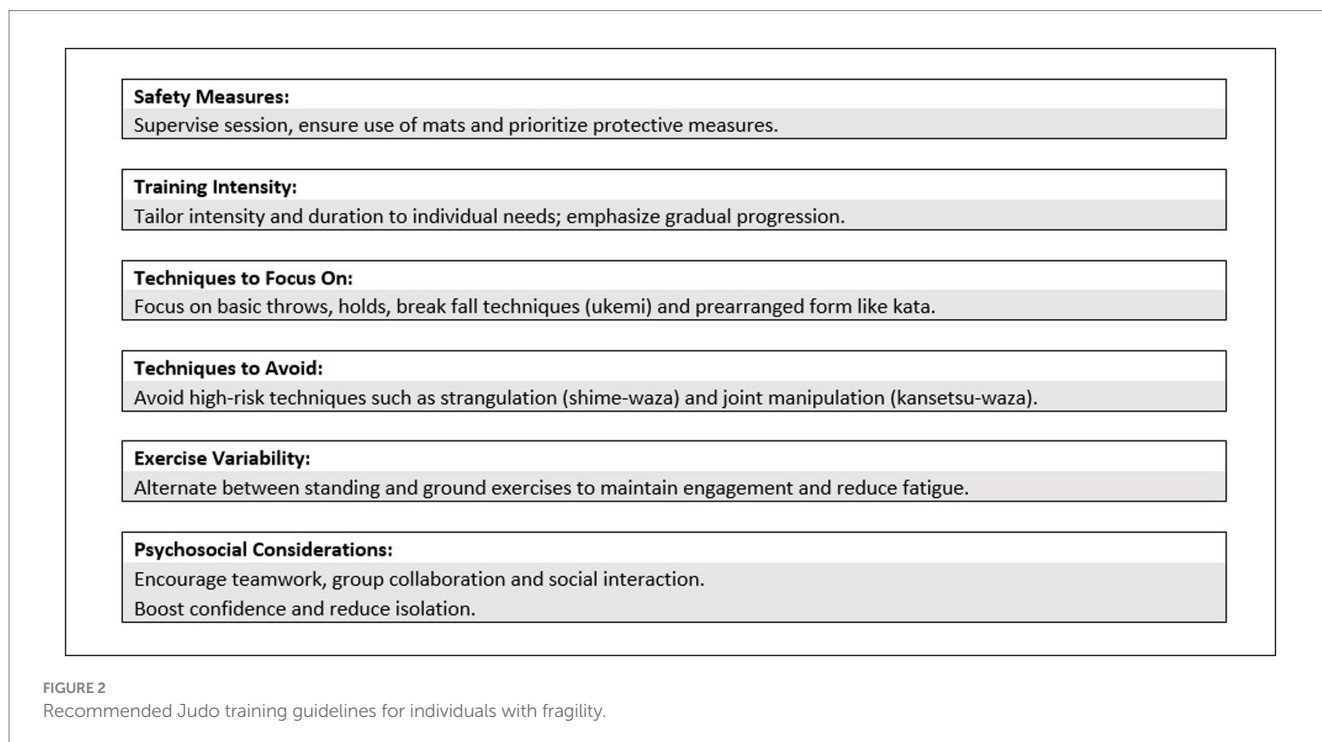 Safety Measures:
Supervise session, ensure use of mats and prioritize protective measures.
Training Intensity:
Tailor intensity and duration to individual needs; emphasize gradual progression.
Techniques to Focus On:
Focus on basic throws, holds, break fall techniques (ukemi) and prearranged form like kata.
Techniques to Avoid:
Avoid high-risk techniques such as strangulation (shime-waza) and joint manipulation (kansetsu-waza).
Exercise Variability:
Alternate between standing and ground exercises to maintain engagement and reduce fatigue.
Psychosocial Considerations:
Encourage teamwork, group collaboration and social interaction.
Boost confidence and reduce isolation.
FIGURE 2
Recommended Judo training guidelines for individuals with fragility.